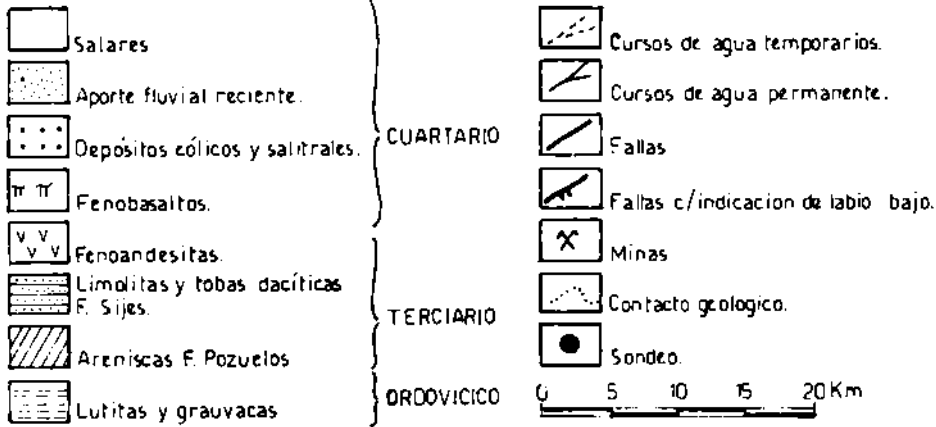 Salares
Aporte fluvial reciente.
Depósitos eólicos y salitrales.
Fenobasaltos.
CUARTARIO
Fenoandesitas.
Limolitas y tobas dacíticas
F. Sijes.
Areniscas F. Pozuelos
TERCIARIO
Lutitas y grauvacas
ORDOVICICO
Cursos de agua temporarios.
Cursos de agua permanente.
Fallas
Fallas c/indicacion de labio bajo.
Minas
Contacto geologico.
Sondeo.
0 5 10 15 20 Km